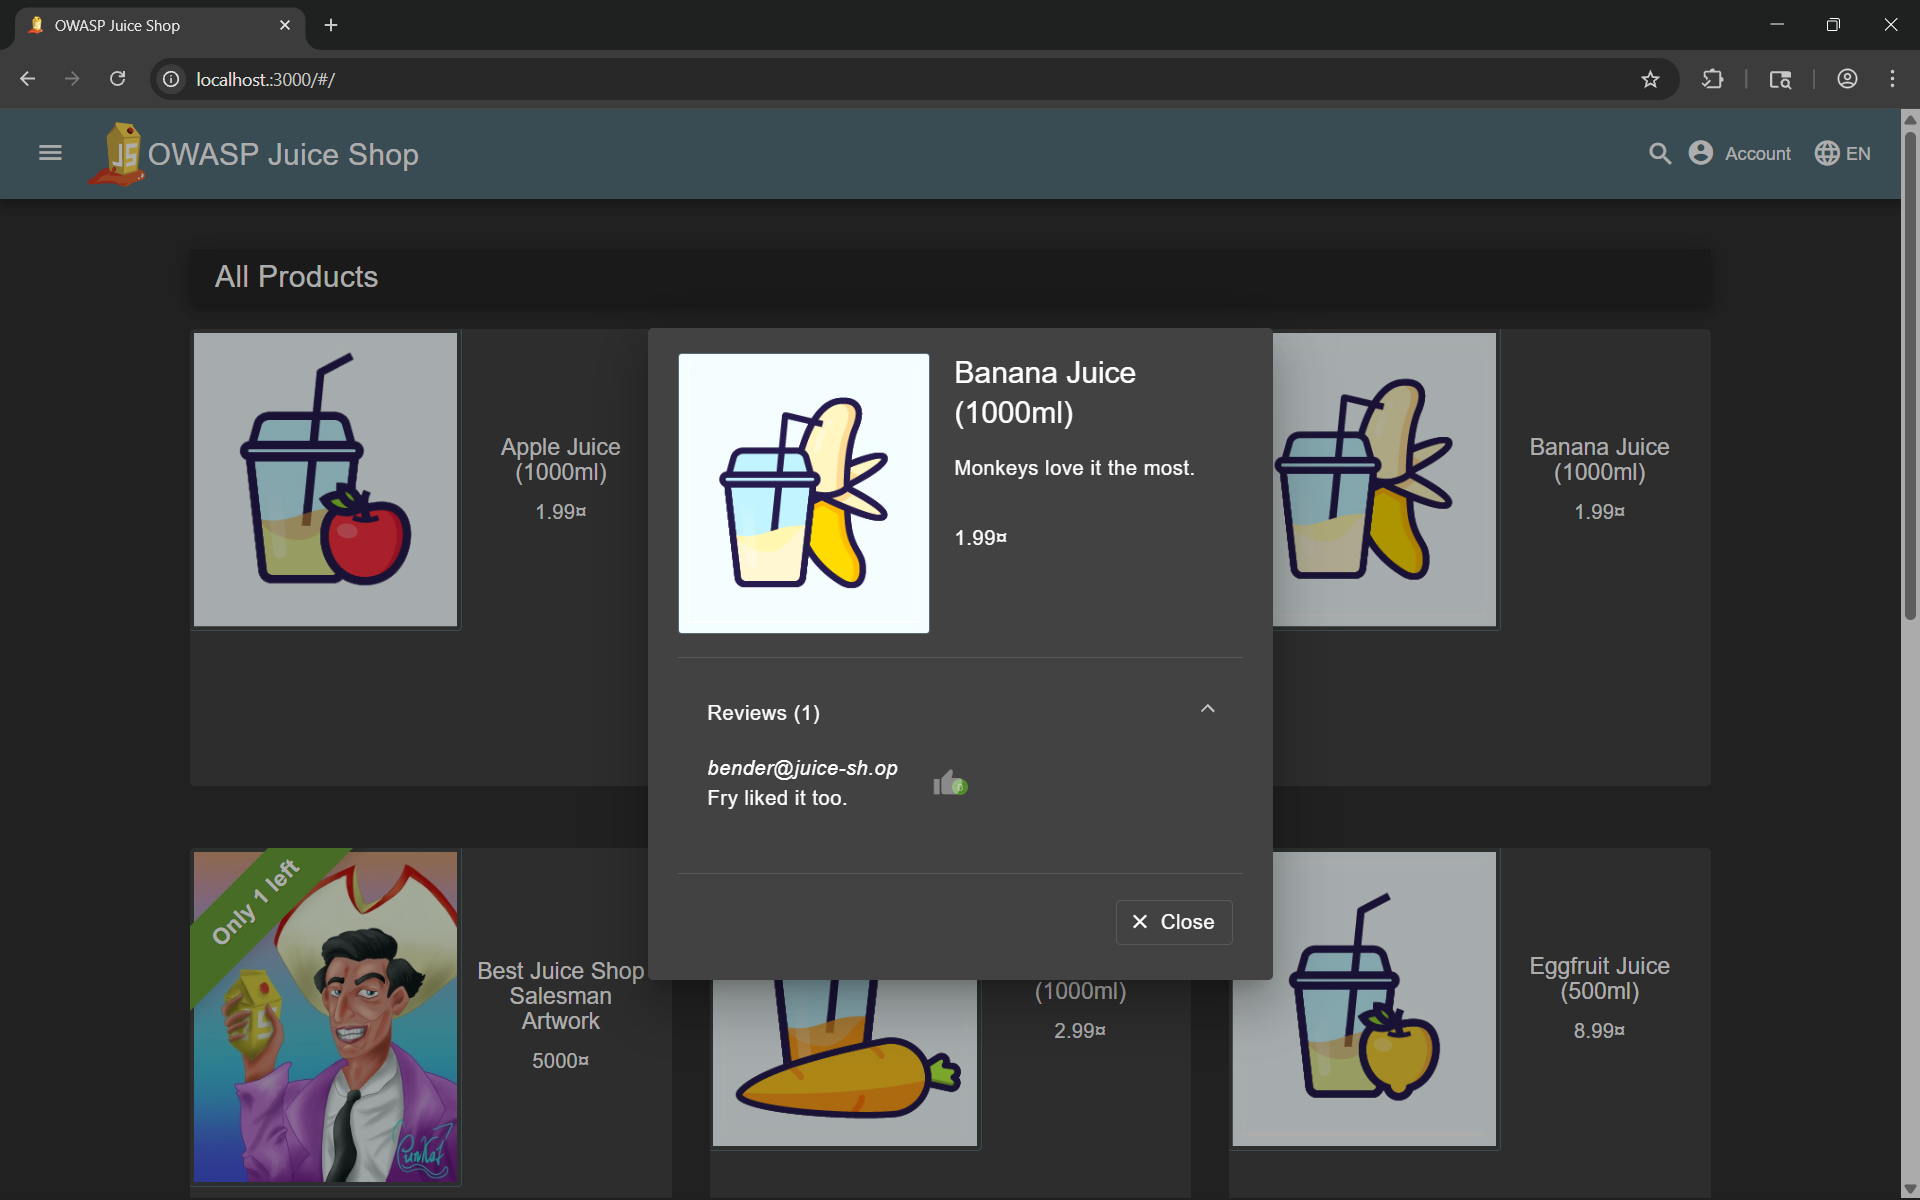 OWASP Juice Shop
localhost:3000/#/
OWASP Juice Shop
Account
EN
All Products
Apple Juice
(1000ml)
1.99¤
Banana Juice
(1000ml)
Monkeys love it the most.
1.99¤
Reviews (1)
bender@juice-sh.op
Fry liked it too.
0
Close
Banana Juice
(1000ml)
1.99¤
Only 1 left
Best Juice Shop
Salesman
Artwork
5000¤
(1000ml)
2.99¤
Eggfruit Juice
(500ml)
8.99¤